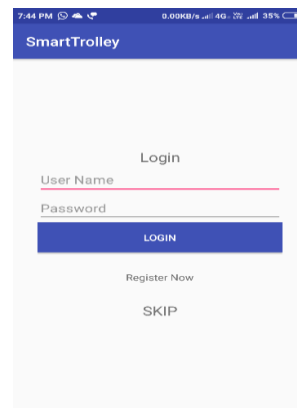 7:44 PM 0.00KB/s 4G 35%
SmartTrolley
Login
User Name
Password
LOGIN
Register Now
SKIP